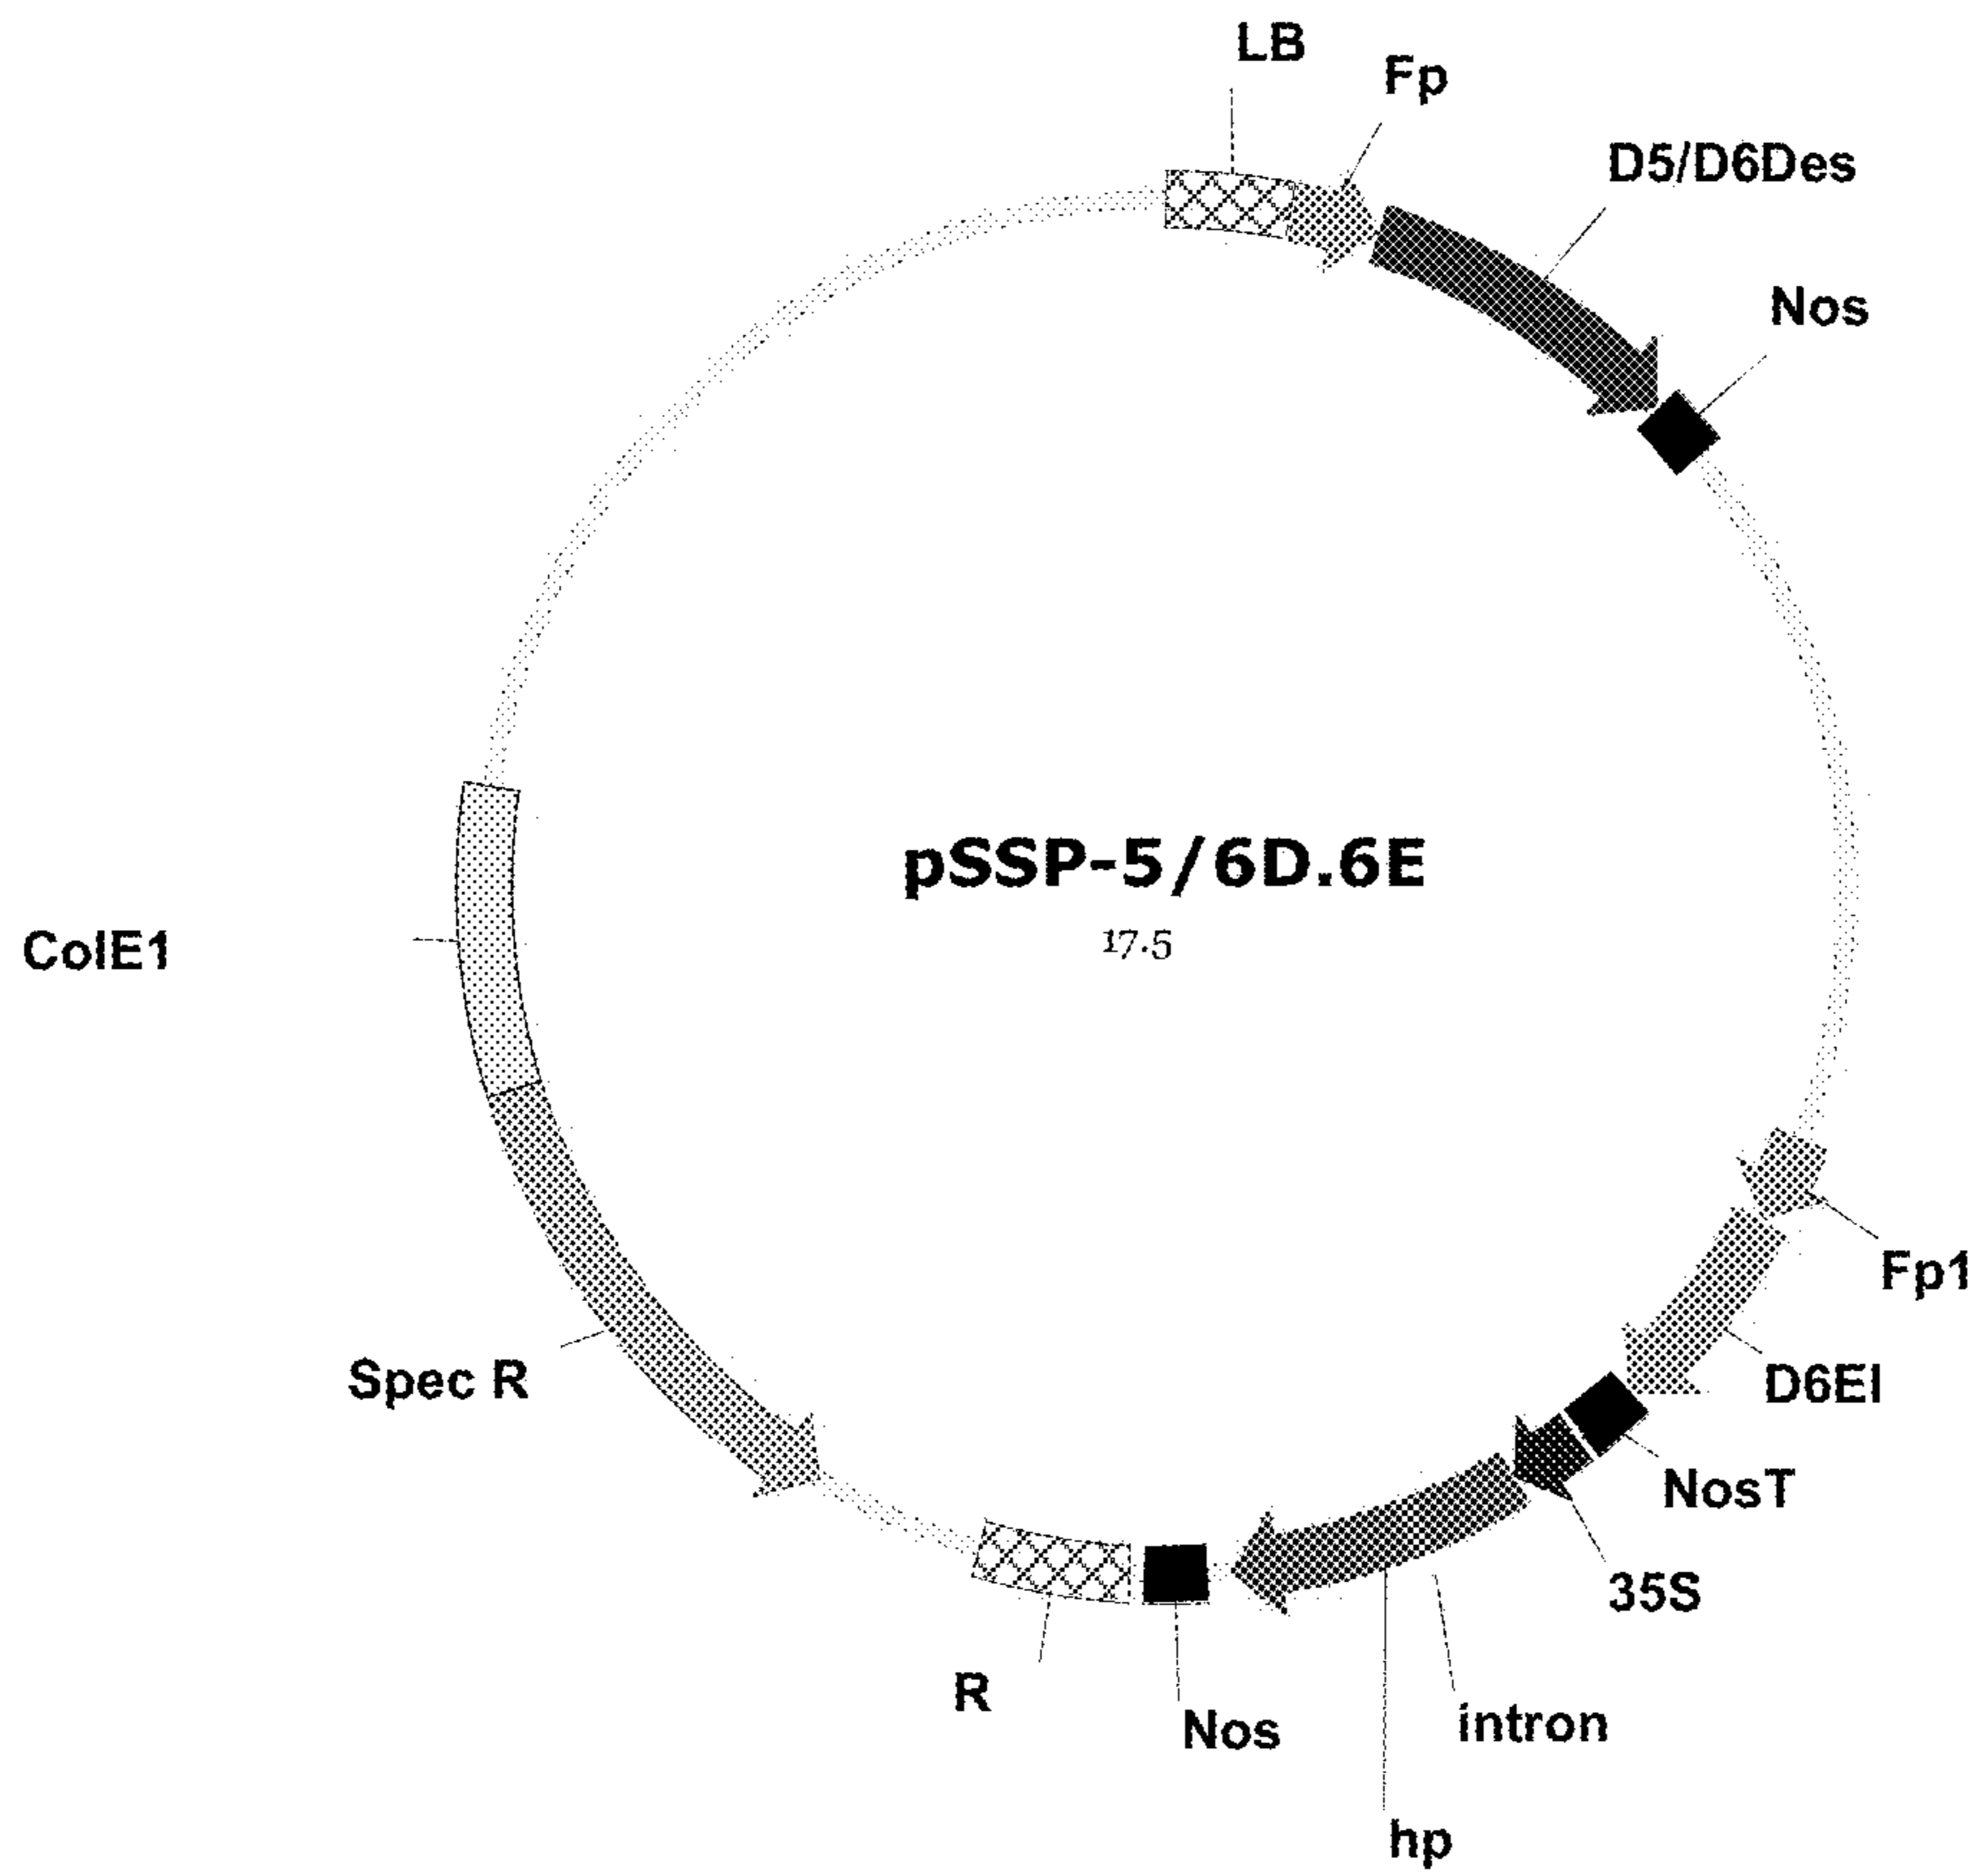 LB
Fp
D5/D6Des
Nos
pSSP-5/6D.6E
17.5
ColE1
Fp1
Spec R
D6El
NosT
35S
R
Nos
intron
hp